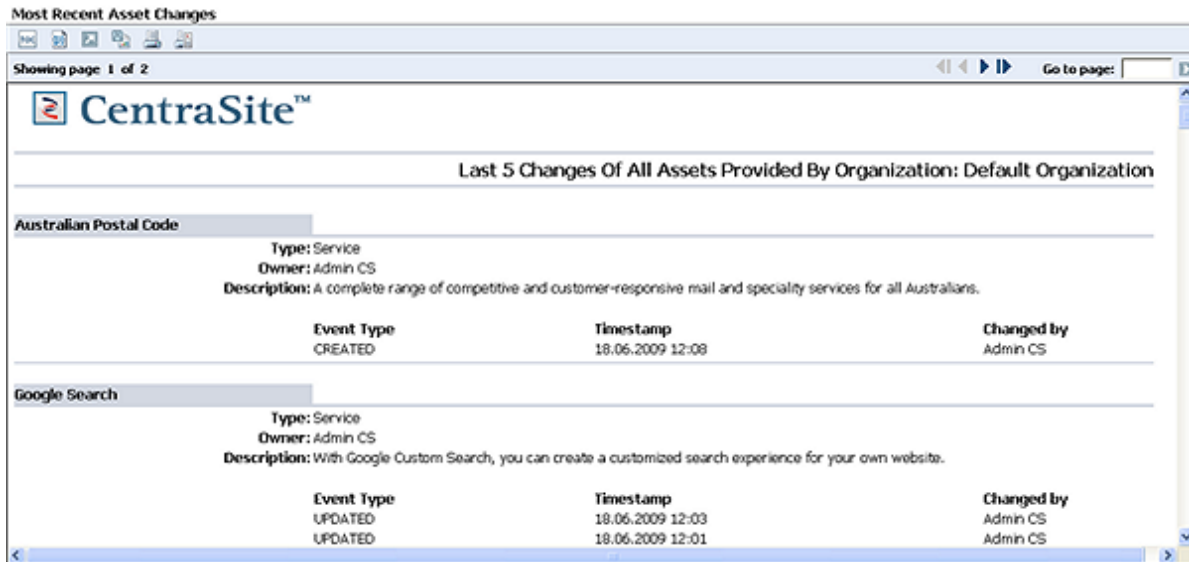 Most Recent Asset Changes
Showing page 1 of 2 Go to page:
CentraSite™
Last 5 Changes Of All Assets Provided By Organization: Default Organization
Australian Postal Code
Type: Service
Owner: Admin CS
Description: A complete range of competitive and customer-responsive mail and speciality services for all Australians.
Event Type Timestamp Changed by
CREATED 18.06.2009 12:08 Admin CS
Google Search
Type: Service
Owner: Admin CS
Description: With Google Custom Search, you can create a customized search experience for your own website.
Event Type Timestamp Changed by
UPDATED 18.06.2009 12:03 Admin CS
UPDATED 18.06.2009 12:01 Admin CS